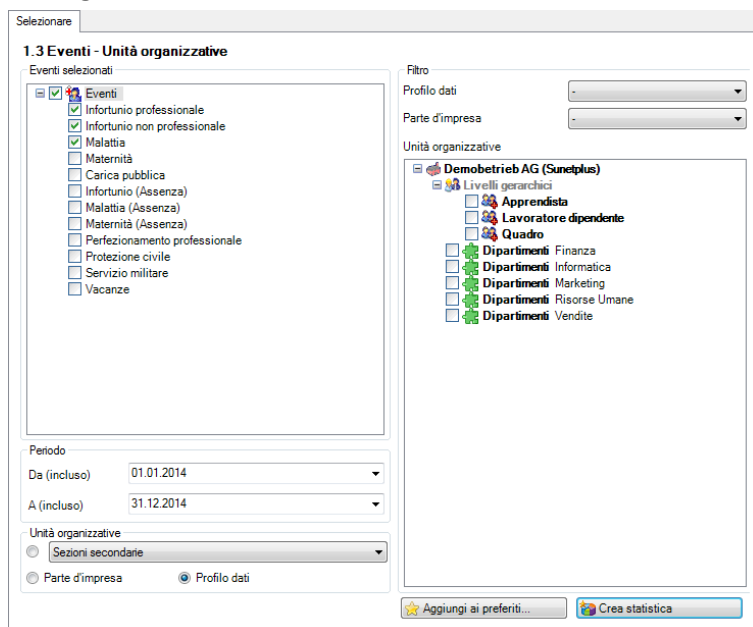 Selezionare
1.3 Eventi - Unità organizzative
Eventi selezionati
Eventi
Infortunio professionale
Infortunio non professionale
Malattia
Maternità
Carica pubblica
Infortunio (Assenza)
Malattia (Assenza)
Maternità (Assenza)
Perfezionamento professionale
Protezione civile
Servizio militare
Vacanze
Periodo
Da (incluso) 01.01.2014
A (incluso) 31.12.2014
Unità organizzative
Sezioni secondarie
Parte d'impresa Profilo dati
Filtro
Profilo dati -
Parte d'impresa -
Unità organizzative
Demobetrieb AG (Sunetplus)
Livelli gerarchici
Apprendista
Lavoratore dipendente
Quadro
Dipartimenti Finanza
Dipartimenti Informatica
Dipartimenti Marketing
Dipartimenti Risorse Umane
Dipartimenti Vendite
Aggiungi ai preferiti... Crea statistica